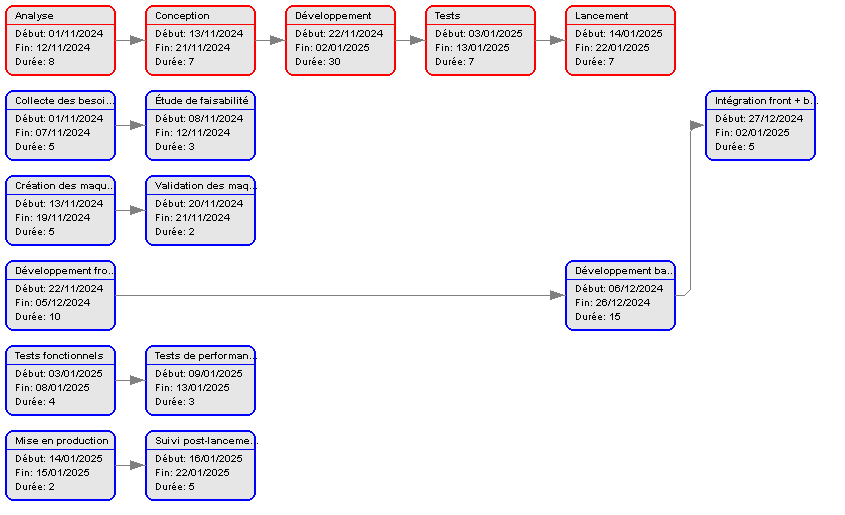 Analyse
Début: 01/11/2024
Fin: 12/11/2024
Durée: 8
Conception
Début: 13/11/2024
Fin: 21/11/2024
Durée: 7
Développement
Début: 22/11/2024
Fin: 02/01/2025
Durée: 30
Tests
Début: 03/01/2025
Fin: 13/01/2025
Durée: 7
Lancement
Début: 14/01/2025
Fin: 22/01/2025
Durée: 7
Collecte des besoi...
Début: 01/11/2024
Fin: 07/11/2024
Durée: 5
Étude de faisabilité
Début: 08/11/2024
Fin: 12/11/2024
Durée: 3
Intégration front + b...
Début: 27/12/2024
Fin: 02/01/2025
Durée: 5
Création des maqu...
Début: 13/11/2024
Fin: 19/11/2024
Durée: 5
Validation des maq...
Début: 20/11/2024
Fin: 21/11/2024
Durée: 2
Développement fro...
Début: 22/11/2024
Fin: 05/12/2024
Durée: 10
Développement ba...
Début: 06/12/2024
Fin: 26/12/2024
Durée: 15
Tests fonctionnels
Début: 03/01/2025
Fin: 08/01/2025
Durée: 4
Tests de performan...
Début: 09/01/2025
Fin: 13/01/2025
Durée: 3
Mise en production
Début: 14/01/2025
Fin: 15/01/2025
Durée: 2
Suivi post-lanceme...
Début: 16/01/2025
Fin: 22/01/2025
Durée: 5